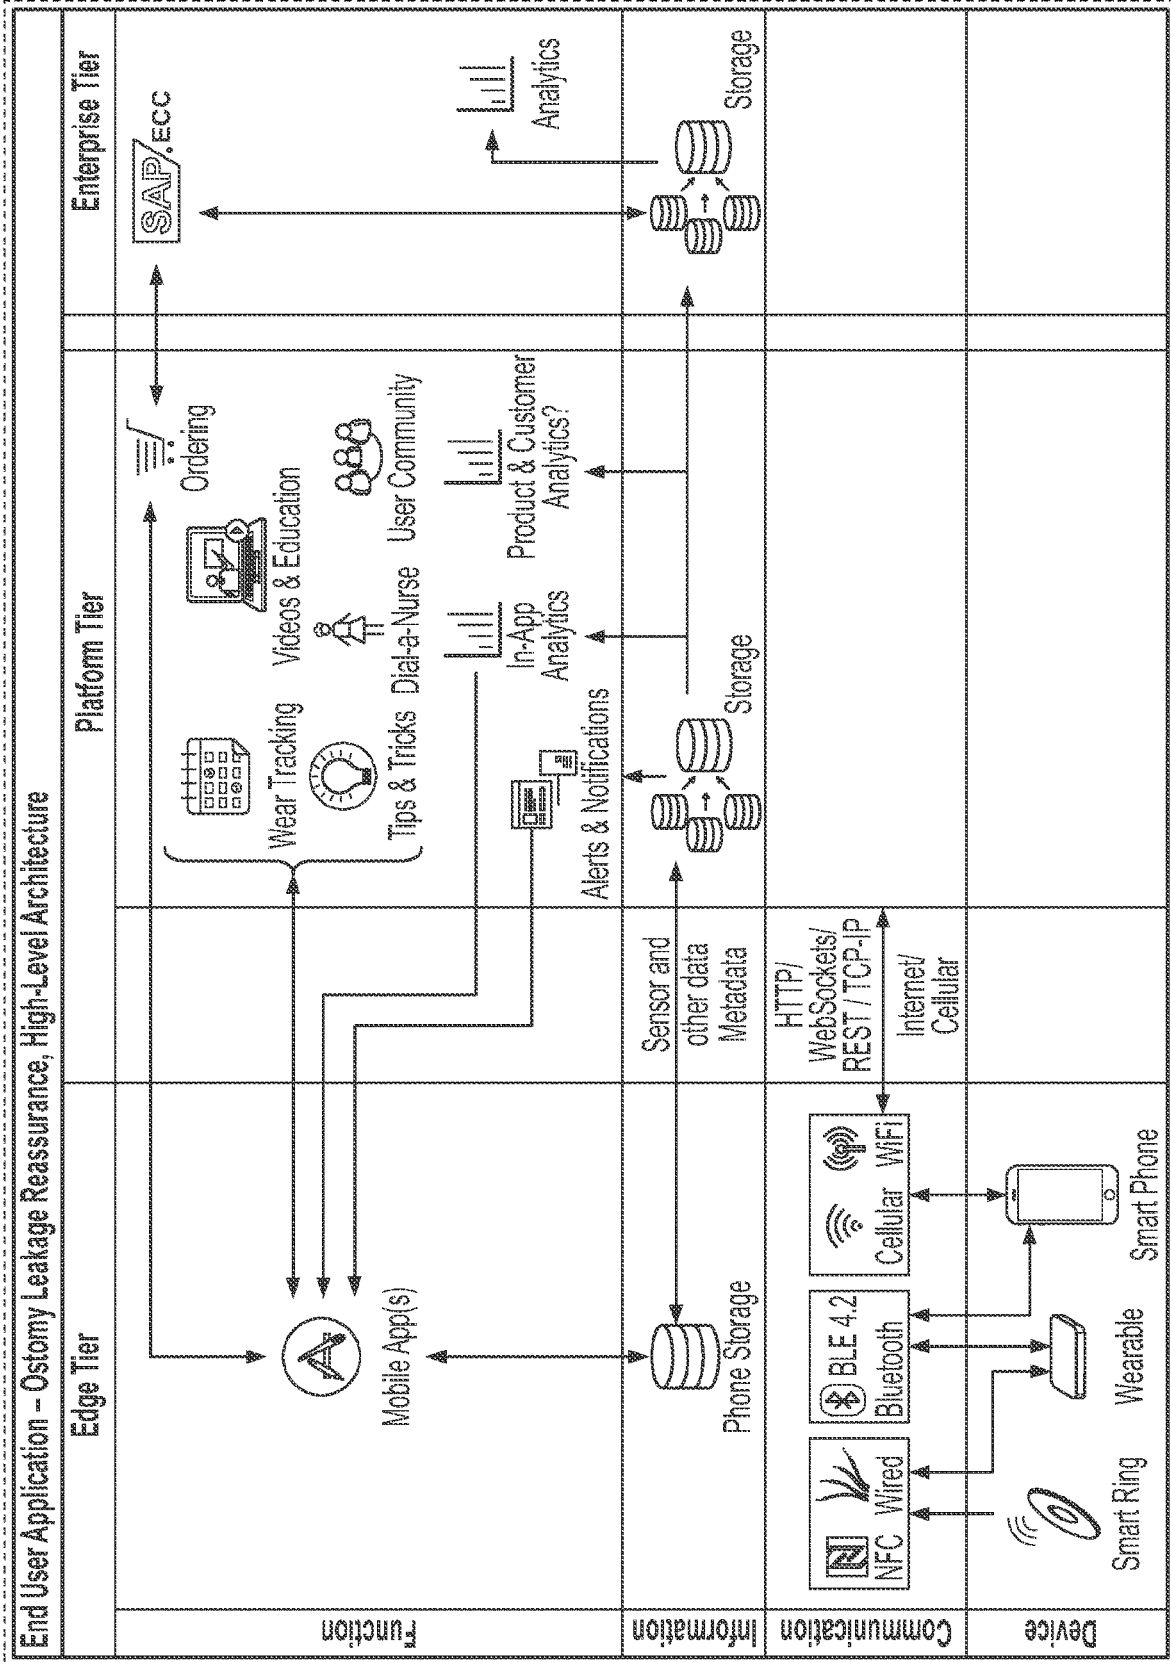 End User Application – Ostomy Leakage Reassurance, High-Level Architecture
Edge Tier
Platform Tier
Enterprise Tier
Function
Mobile App(s)
Wear Tracking
Videos & Education
Ordering
Tips & Tricks
Dial-a-Nurse
User Community
Alerts & Notifications
In-App
Analytics
Product & Customer
Analytics?
SAP.ECC
Analytics
Information
Phone Storage
Sensor and
other data
Metadata
Storage
Storage
Communication
NFC
Wired
BLE 4.2
Bluetooth
Cellular
WiFi
HTTP/
WebSockets/
REST / TCP-IP
Internet/
Cellular
Device
Smart Ring
Wearable
Smart Phone